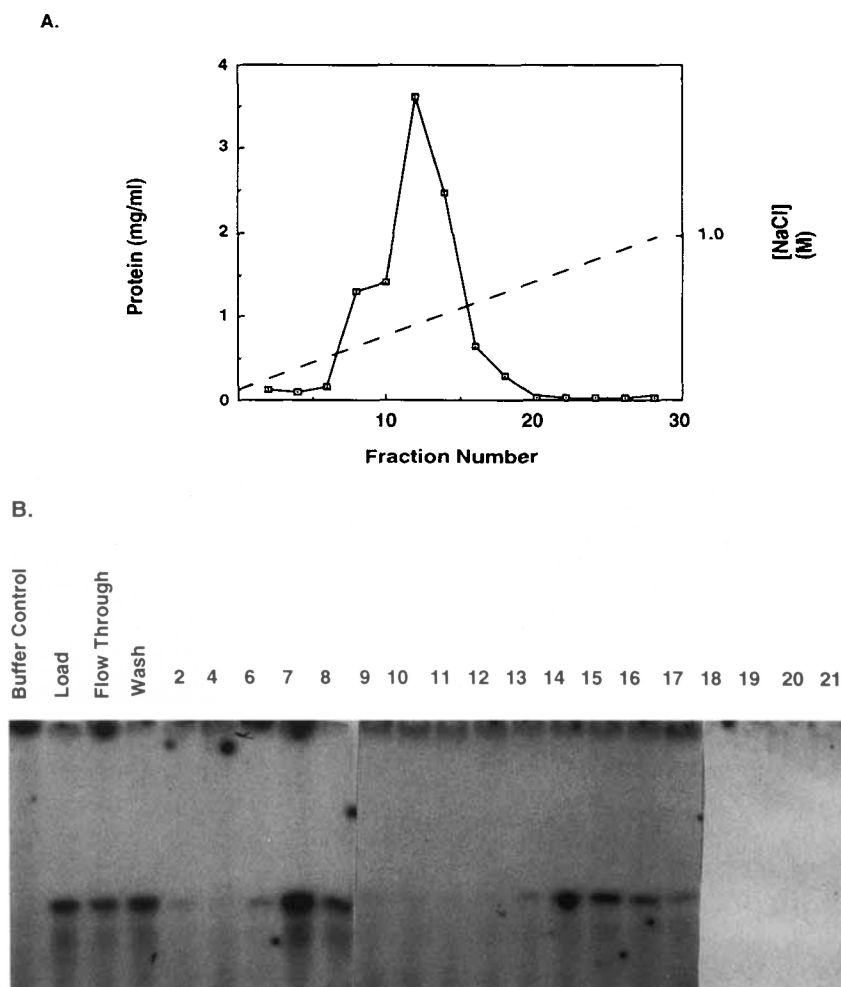 A.
4
3
2
1
0
Protein (mg/ml)
10
20
30
Fraction Number
1.0
[NaCl]
(M)
B.
Buffer Control
Load
Flow Through
Wash
2 4 6 7 8 9 10 11 12 13 14 15 16 17 18 19 20 21